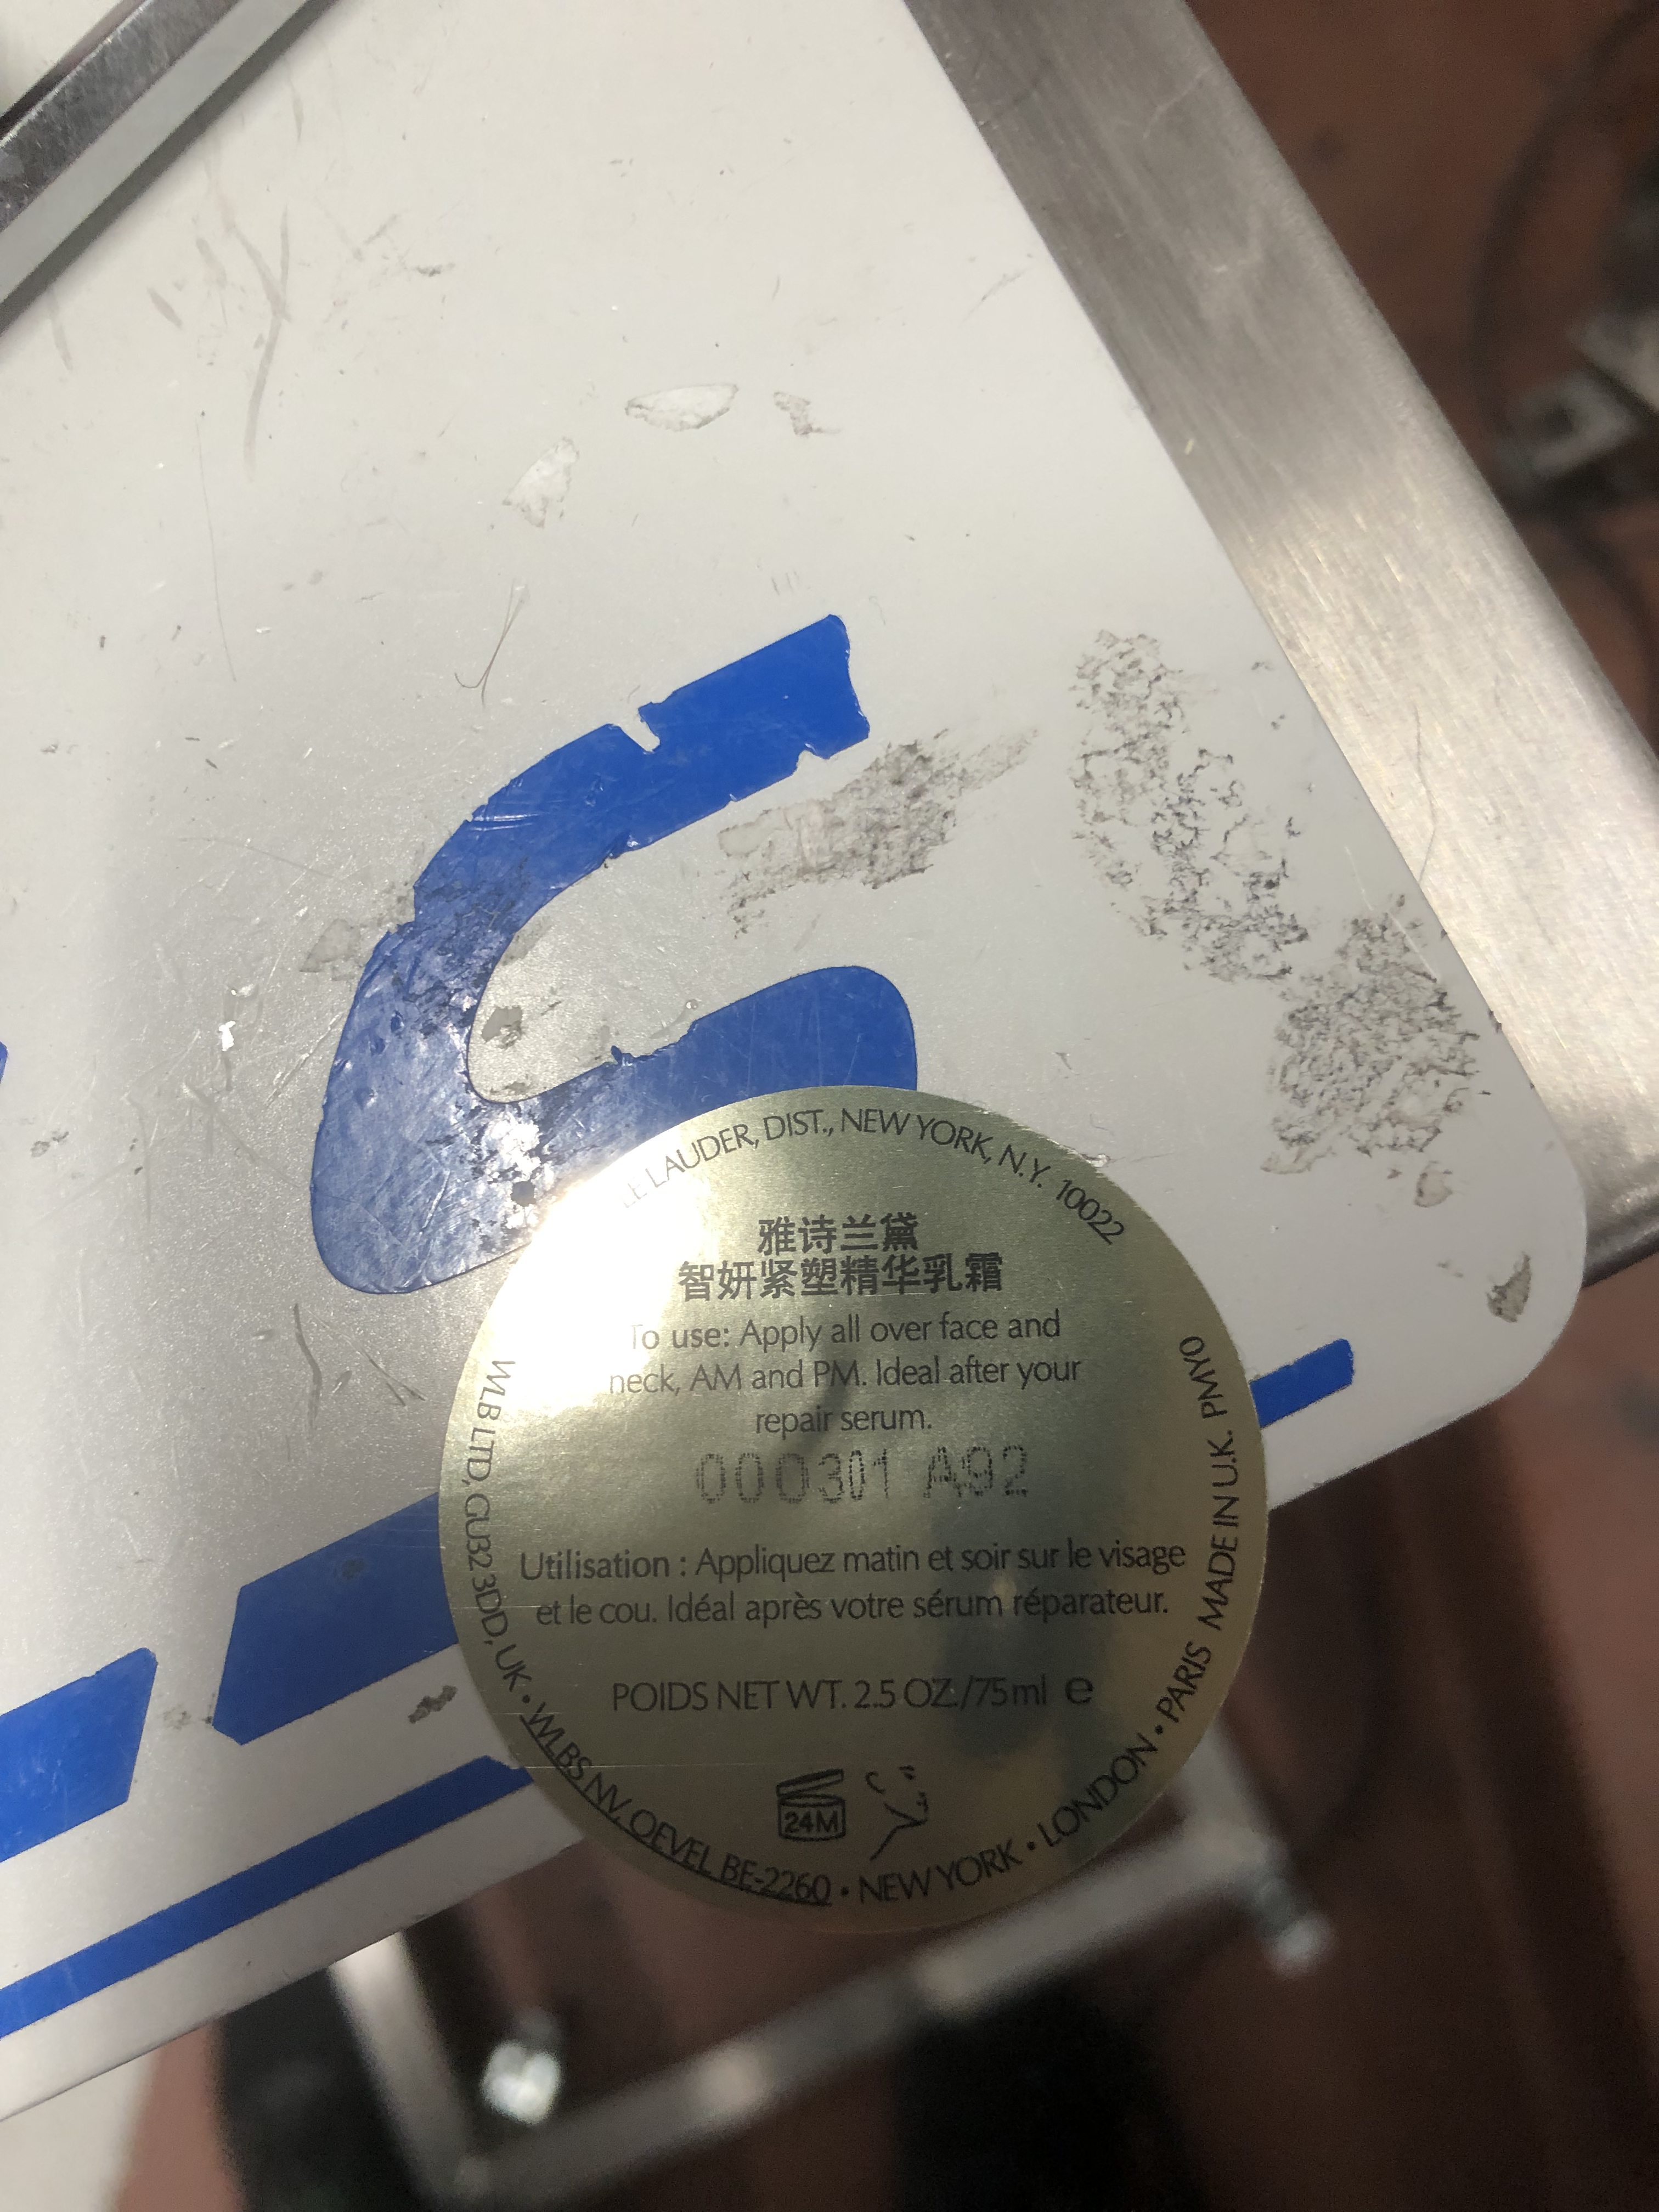 LAUDER, DIST., NEW YORK, N.Y. 10022
雅诗兰黛
智妍紧塑精华乳霜
To use: Apply all over face and
neck, AM and PM. Ideal after your
repair serum.
000301 A92
Utilisation : Appliquez matin et soir sur le visage
et le cou. Idéal après votre sérum réparateur.
POIDS NET WT. 2.5 OZ./75ml e
24M
WLB LTD, GU32 3DD, UK • WLBS NV, OEVEL BE-2260 • NEW YORK • LONDON • PARIS MADE IN U.K. PMY0